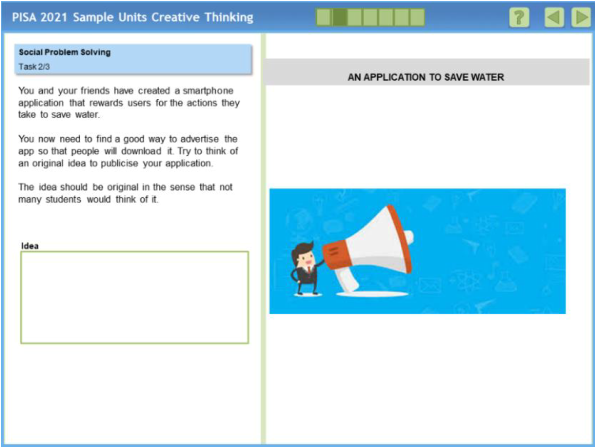 PISA 2021 Sample Units Creative Thinking
?
Social Problem Solving
Task 2/3
You and your friends have created a smartphone
application that rewards users for the actions they
take to save water.
You now need to find a good way to advertise the
app so that people will download it. Try to think of
an original idea to publicise your application.
The idea should be original in the sense that not
many students would think of it.
Idea
AN APPLICATION TO SAVE WATER